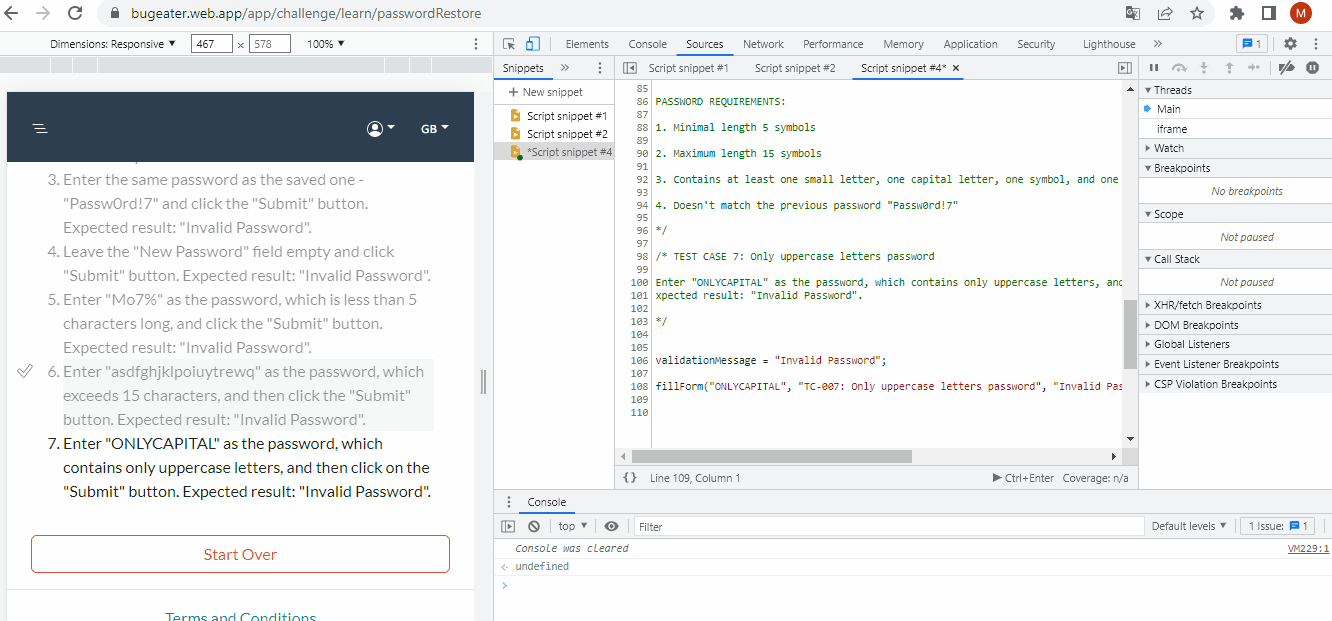 bugeater.web.app/app/challenge/learn/passwordRestore
M
Dimensions: Responsive ▼ 467 × 578 100% ▼
Elements Console Sources Network Performance Memory Application Security Lighthouse » 1
GB
3. Enter the same password as the saved one -
"Passw0rd!7" and click the "Submit" button.
Expected result: "Invalid Password".
4. Leave the "New Password" field empty and click
"Submit" button. Expected result: "Invalid Password".
5. Enter "Mo7%" as the password, which is less than 5
characters long, and click the "Submit" button.
Expected result: "Invalid Password".
6. Enter "asdfghjklpoiuytrewq" as the password, which
exceeds 15 characters, and then click the "Submit"
button. Expected result: "Invalid Password".
7. Enter "ONLYCAPITAL" as the password, which
contains only uppercase letters, and then click on the
"Submit" button. Expected result: "Invalid Password".
Start Over
Terms and Conditions
Snippets »
+ New snippet
Script snippet #1
Script snippet #2
*Script snippet #4
Script snippet #1 Script snippet #2 Script snippet #4* ×
85
86 PASSWORD REQUIREMENTS:
87
88 1. Minimal length 5 symbols
89
90 2. Maximum length 15 symbols
91
92 3. Contains at least one small letter, one capital letter, one symbol, and one
93
94 4. Doesn't match the previous password "Passw0rd!7"
95
96 */
97
98 /* TEST CASE 7: Only uppercase letters password
99
100 Enter "ONLYCAPITAL" as the password, which contains only uppercase letters, and
101 xpected result: "Invalid Password".
102
103 */
104
105
106 validationMessage = "Invalid Password";
107
108 fillForm("ONLYCAPITAL", "TC-007: Only uppercase letters password", "Invalid Pas
109
110
{} Line 109, Column 1 ▶ Ctrl+Enter Coverage: n/a
Threads
Main
iframe
Watch
Breakpoints
No breakpoints
Scope
Not paused
Call Stack
Not paused
XHR/fetch Breakpoints
DOM Breakpoints
Global Listeners
Event Listener Breakpoints
CSP Violation Breakpoints
Console
top ▼ Filter Default levels ▼ 1 Issue: 1
Console was cleared VM229:1
undefined